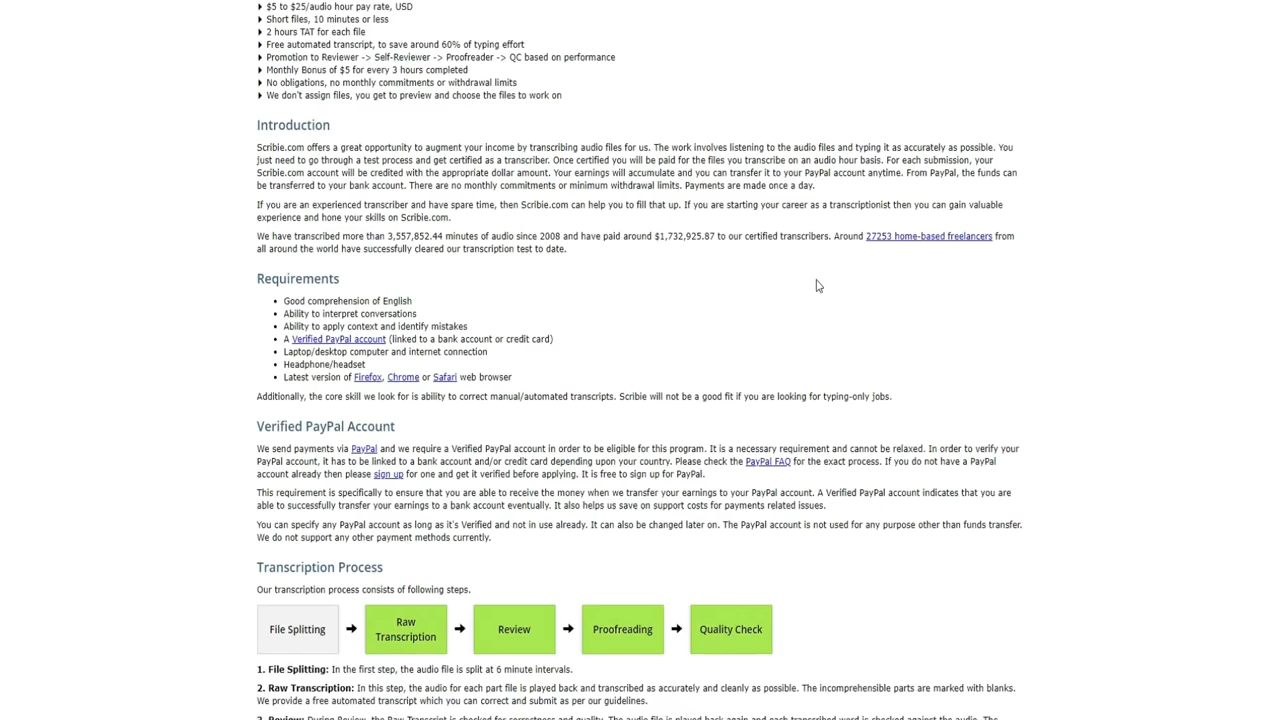 $5 to $25/audio hour pay rate, USD
Short files, 10 minutes or less
2 hours TAT for each file
Free automated transcript, to save around 60% of typing effort
Promotion to Reviewer -> Self-Reviewer -> Proofreader -> QC based on performance
Monthly Bonus of $5 for every 3 hours completed
No obligations, no monthly commitments or withdrawal limits
We don't assign files, you get to preview and choose the files to work on
Introduction
Scribie.com offers a great opportunity to augment your income by transcribing audio files for us. The work involves listening to the audio files and typing it as accurately as possible. You
just need to go through a test process and get certified as a transcriber. Once certified you will be paid for the files you transcribe on an audio hour basis. For each submission, your
Scribie.com account will be credited with the appropriate dollar amount. Your earnings will accumulate and you can transfer it to your PayPal account anytime. From PayPal, the funds can
be transferred to your bank account. There are no monthly commitments or minimum withdrawal limits. Payments are made once a day.
If you are an experienced transcriber and have spare time, then Scribie.com can help you to fill that up. If you are starting your career as a transcriptionist then you can gain valuable
experience and hone your skills on Scribie.com.
We have transcribed more than 3,557,852.44 minutes of audio since 2008 and have paid around $1,732,925.87 to our certified transcribers. Around 27253 home-based freelancers from
all around the world have successfully cleared our transcription test to date.
Requirements
• Good comprehension of English
• Ability to interpret conversations
• Ability to apply context and identify mistakes
• A Verified PayPal account (linked to a bank account or credit card)
• Laptop/desktop computer and internet connection
• Headphone/headset
• Latest version of Firefox, Chrome or Safari web browser
Additionally, the core skill we look for is ability to correct manual/automated transcripts. Scribie will not be a good fit if you are looking for typing-only jobs.
Verified PayPal Account
We send payments via PayPal and we require a Verified PayPal account in order to be eligible for this program. It is a necessary requirement and cannot be relaxed. In order to verify your
PayPal account, it has to be linked to a bank account and/or credit card depending upon your country. Please check the PayPal FAQ for the exact process. If you do not have a PayPal
account already then please sign up for one and get it verified before applying. It is free to sign up for PayPal.
This requirement is specifically to ensure that you are able to receive the money when we transfer your earnings to your PayPal account. A Verified PayPal account indicates that you are
able to successfully transfer your earnings to a bank account eventually. It also helps us save on support costs for payments related issues.
You can specify any PayPal account as long as it's Verified and not in use already. It can also be changed later on. The PayPal account is not used for any purpose other than funds transfer.
We do not support any other payment methods currently.
Transcription Process
Our transcription process consists of following steps.
File Splitting
Raw
Transcription
Review
Proofreading
Quality Check
1. File Splitting: In the first step, the audio file is split at 6 minute intervals.
2. Raw Transcription: In this step, the audio for each part file is played back and transcribed as accurately and cleanly as possible. The incomprehensible parts are marked with blanks.
We provide a free automated transcript which you can correct and submit as per our guidelines.
3. Review: During Review, the Raw Transcript is checked for correctness and quality. The audio file is played back again and each transcribed word is checked against the audio. The